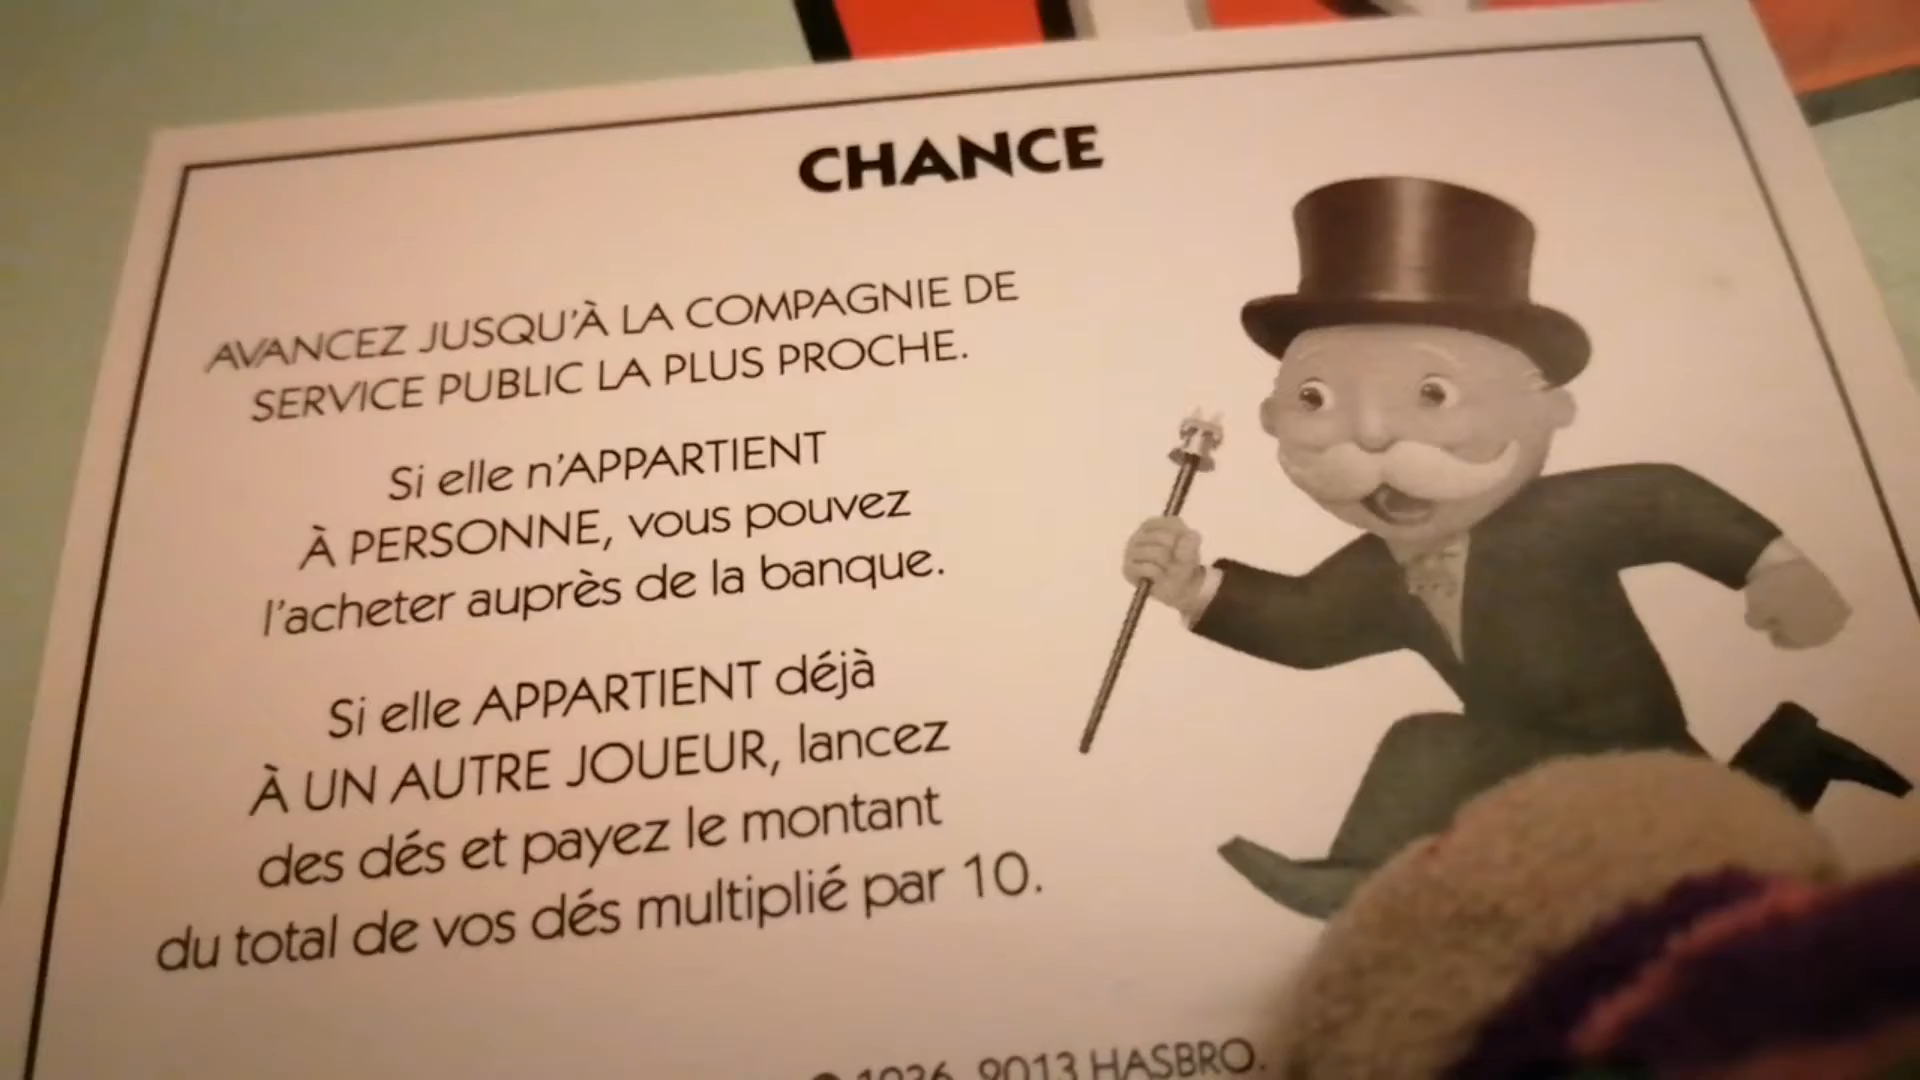 CHANCE
AVANCEZ JUSQU'À LA COMPAGNIE DE
SERVICE PUBLIC LA PLUS PROCHE.
Si elle n'APPARTIENT
À PERSONNE, vous pouvez
l'acheter auprès de la banque.
Si elle APPARTIENT déjà
À UN AUTRE JOUEUR, lancez
des dés et payez le montant
du total de vos dés multiplié par 10.
© 1936, 2013 HASBRO.